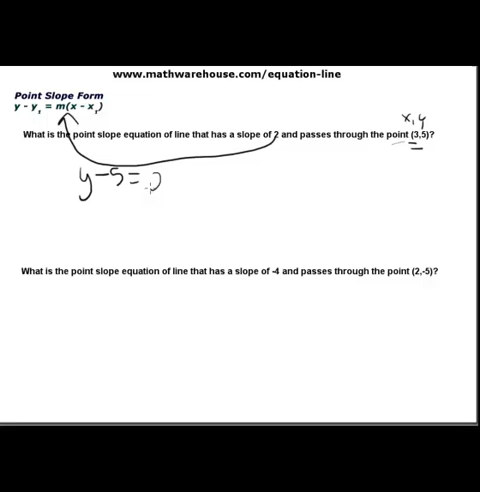 www.mathwarehouse.com/equation-line
Point Slope Form
y - y₁ = m(x - x₁)
x, y
What is the point slope equation of line that has a slope of 2 and passes through the point (3,5)?
y-5=
What is the point slope equation of line that has a slope of -4 and passes through the point (2,-5)?